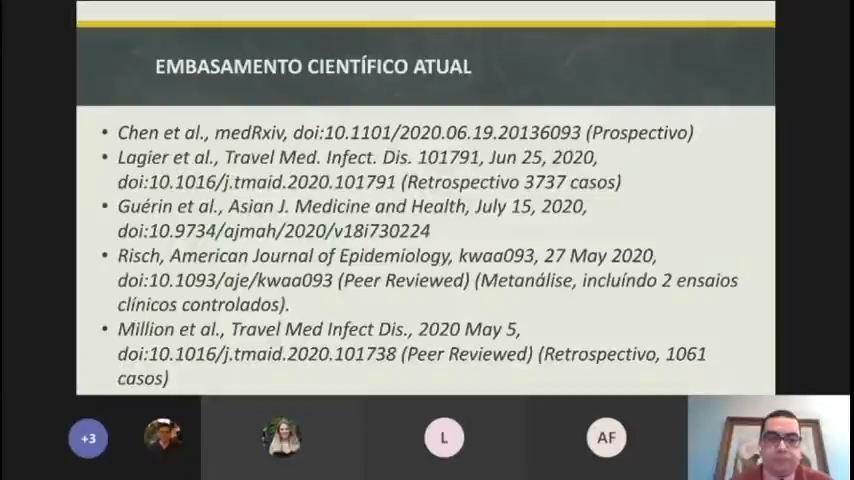 EMBASAMENTO CIENTÍFICO ATUAL
• Chen et al., medRxiv, doi:10.1101/2020.06.19.20136093 (Prospectivo)
• Lagier et al., Travel Med. Infect. Dis. 101791, Jun 25, 2020,
doi:10.1016/j.tmaid.2020.101791 (Retrospectivo 3737 casos)
• Guérin et al., Asian J. Medicine and Health, July 15, 2020,
doi:10.9734/ajmah/2020/v18i730224
• Risch, American Journal of Epidemiology, kwaa093, 27 May 2020,
doi:10.1093/aje/kwaa093 (Peer Reviewed) (Metanálise, incluíndo 2 ensaios
clínicos controlados).
• Million et al., Travel Med Infect Dis., 2020 May 5,
doi:10.1016/j.tmaid.2020.101738 (Peer Reviewed) (Retrospectivo, 1061
casos)
+3
L
AF